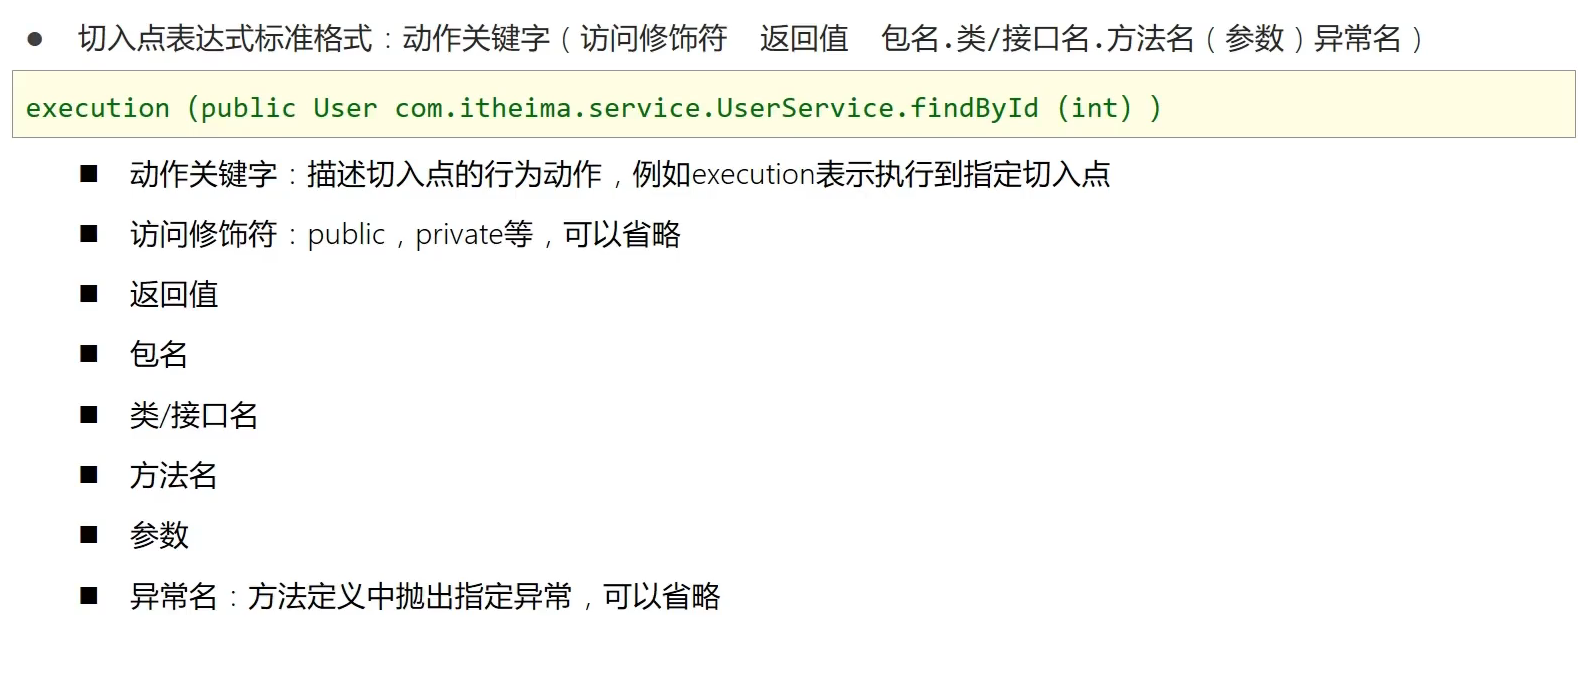 切入点表达式标准格式：动作关键字（访问修饰符　返回值　包名.类/接口名.方法名（参数）异常名）
execution（public User com.itheima.service.UserService.findById（int））
动作关键字：描述切入点的行为动作，例如execution表示执行到指定切入点
访问修饰符：public，private等，可以省略
返回值
包名
类/接口名
方法名
参数
异常名：方法定义中抛出指定异常，可以省略